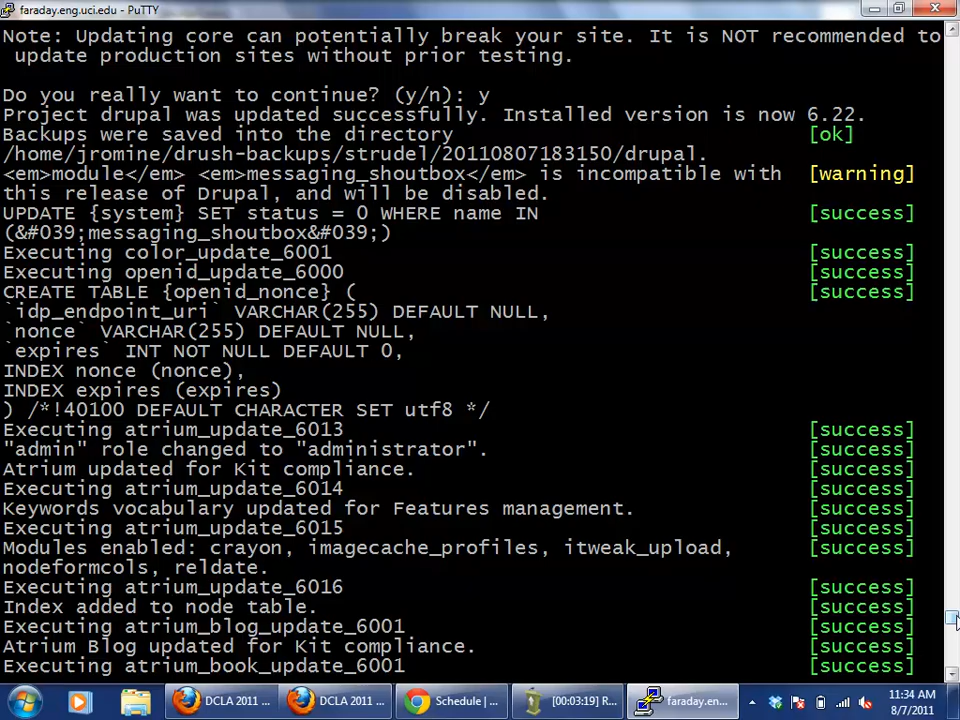 faraday.eng.uci.edu - PuTTY
Note: Updating core can potentially break your site. It is NOT recommended to
update production sites without prior testing.
Do you really want to continue? (y/n): y
Project drupal was updated successfully. Installed version is now 6.22.
Backups were saved into the directory [ok]
/home/jromine/drush-backups/strudel/20110807183150/drupal.
<em>module</em> <em>messaging_shoutbox</em> is incompatible with [warning]
this release of Drupal, and will be disabled.
UPDATE {system} SET status = 0 WHERE name IN [success]
(&#039;messaging_shoutbox&#039;)
Executing color_update_6001 [success]
Executing openid_update_6000 [success]
CREATE TABLE {openid_nonce} ( [success]
`idp_endpoint_uri` VARCHAR(255) DEFAULT NULL,
`nonce` VARCHAR(255) DEFAULT NULL,
`expires` INT NOT NULL DEFAULT 0,
INDEX nonce (nonce),
INDEX expires (expires)
) /*!40100 DEFAULT CHARACTER SET utf8 */
Executing atrium_update_6013 [success]
"admin" role changed to "administrator". [success]
Atrium updated for Kit compliance. [success]
Executing atrium_update_6014 [success]
Keywords vocabulary updated for Features management. [success]
Executing atrium_update_6015 [success]
Modules enabled: crayon, imagecache_profiles, itweak_upload, [success]
nodeformcols, reldate.
Executing atrium_update_6016 [success]
Index added to node table. [success]
Executing atrium_blog_update_6001 [success]
Atrium Blog updated for Kit compliance. [success]
Executing atrium_book_update_6001 [success]
DCLA 2011 ... DCLA 2011 ... Schedule | ... [00:03:19] R... faraday.en... 11:34 AM
8/7/2011